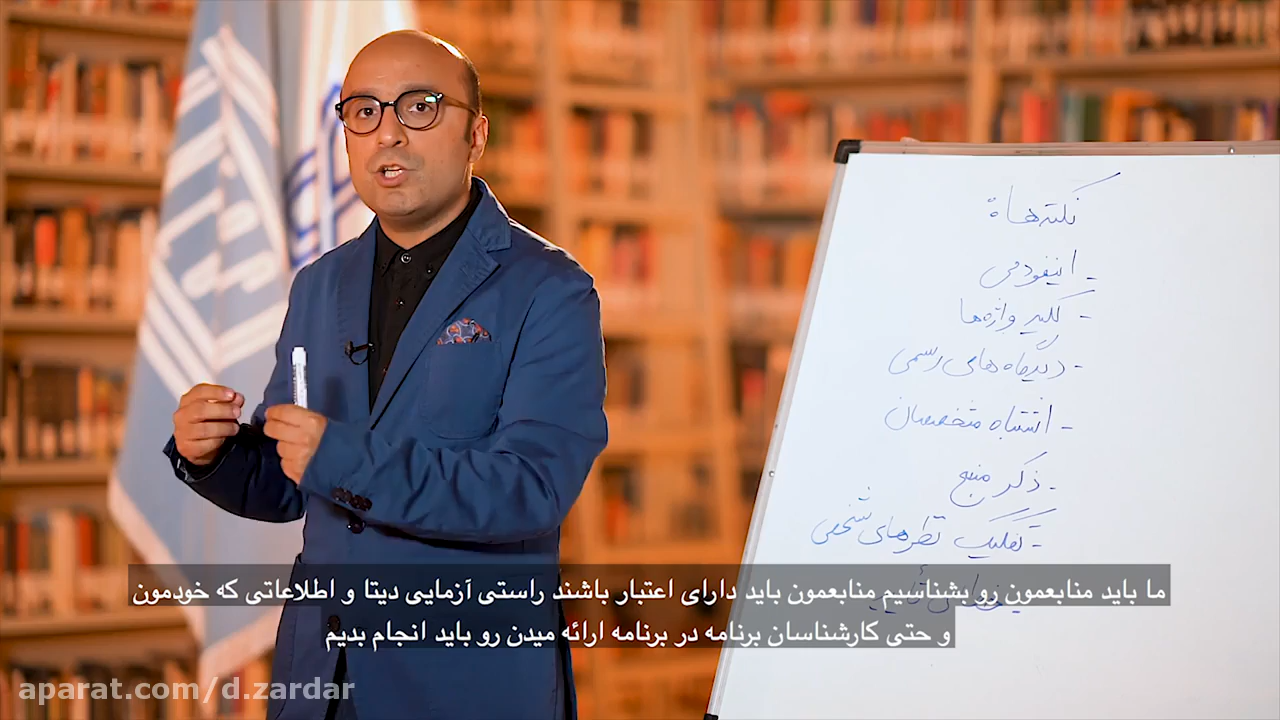 نکته‌ها:
- اینفودمی
- کلید واژه‌ها
- دیدگاه‌های رسمی
- اشتباه متخصصان
- ذکر منبع
- تفکیک نظرهای شخصی
ما باید منابعمون رو بشناسیم منابعمون باید دارای اعتبار باشند راستی آزمایی دیتا و اطلاعاتی که خودمون
و حتی کارشناسان برنامه در برنامه ارائه میدن رو باید انجام بدیم
aparat.com/d.zardar